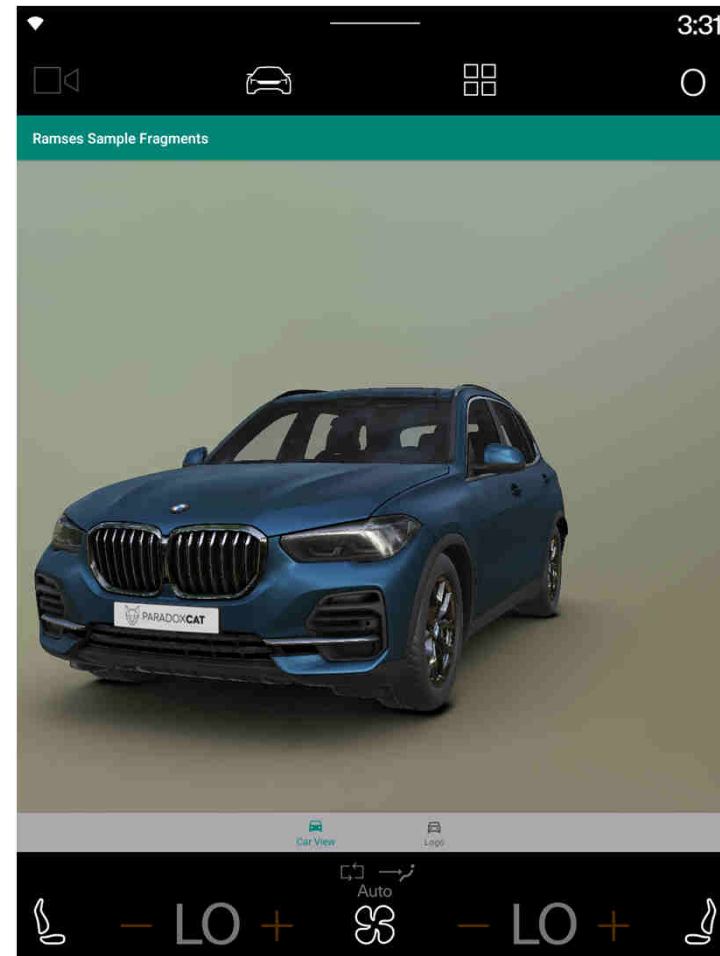 3:31
Ramses Sample Fragments
PARADOXCAT
Car View
Logo
Auto
LO
LO